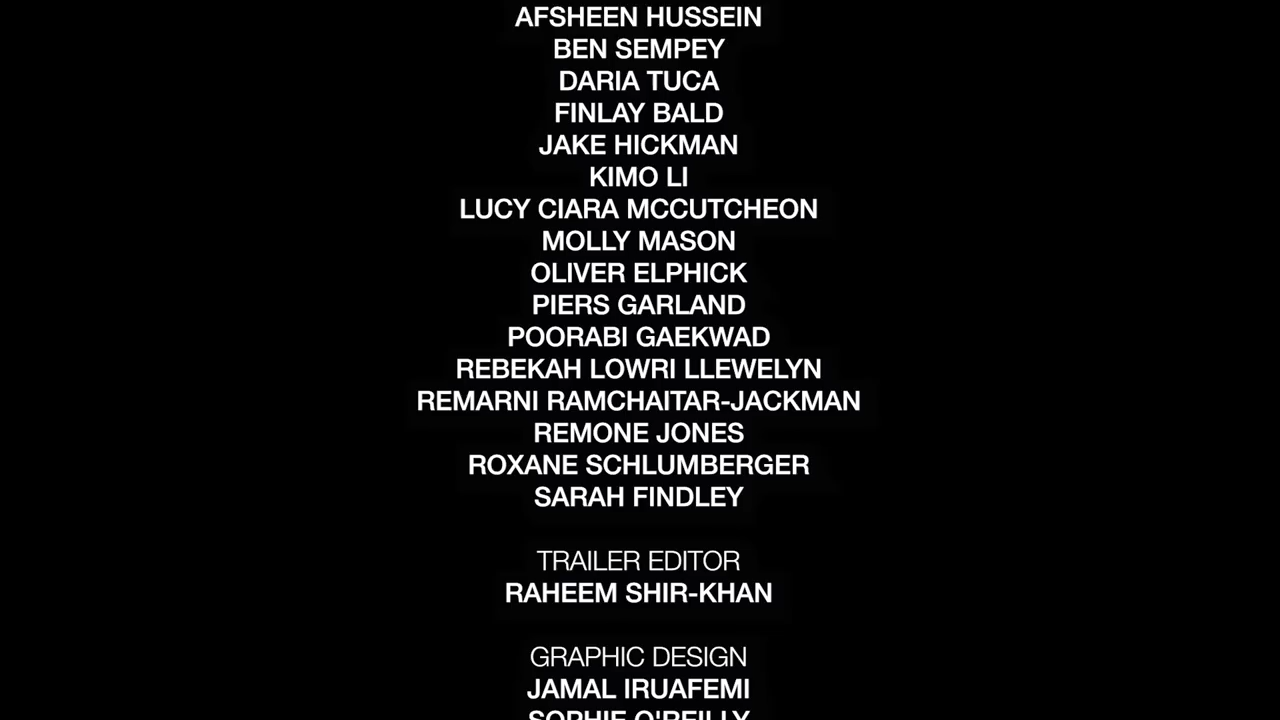 AFSHEEN HUSSEIN
BEN SEMPEY
DARIA TUCA
FINLAY BALD
JAKE HICKMAN
KIMO LI
LUCY CIARA MCCUTCHEON
MOLLY MASON
OLIVER ELPHICK
PIERS GARLAND
POORABI GAEKWAD
REBEKAH LOWRI LLEWELYN
REMARNI RAMCHAITAR-JACKMAN
REMONE JONES
ROXANE SCHLUMBERGER
SARAH FINDLEY
TRAILER EDITOR
RAHEEM SHIR-KHAN
GRAPHIC DESIGN
JAMAL IRUAFEMI
SOPHIE O'REILLY